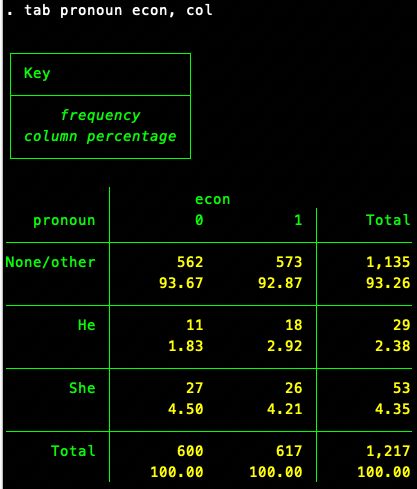 . tab pronoun econ, col
Key
frequency
column percentage
econ
pronoun 0 1 Total
None/other 562 573 1,135
93.67 92.87 93.26
He 11 18 29
1.83 2.92 2.38
She 27 26 53
4.50 4.21 4.35
Total 600 617 1,217
100.00 100.00 100.00